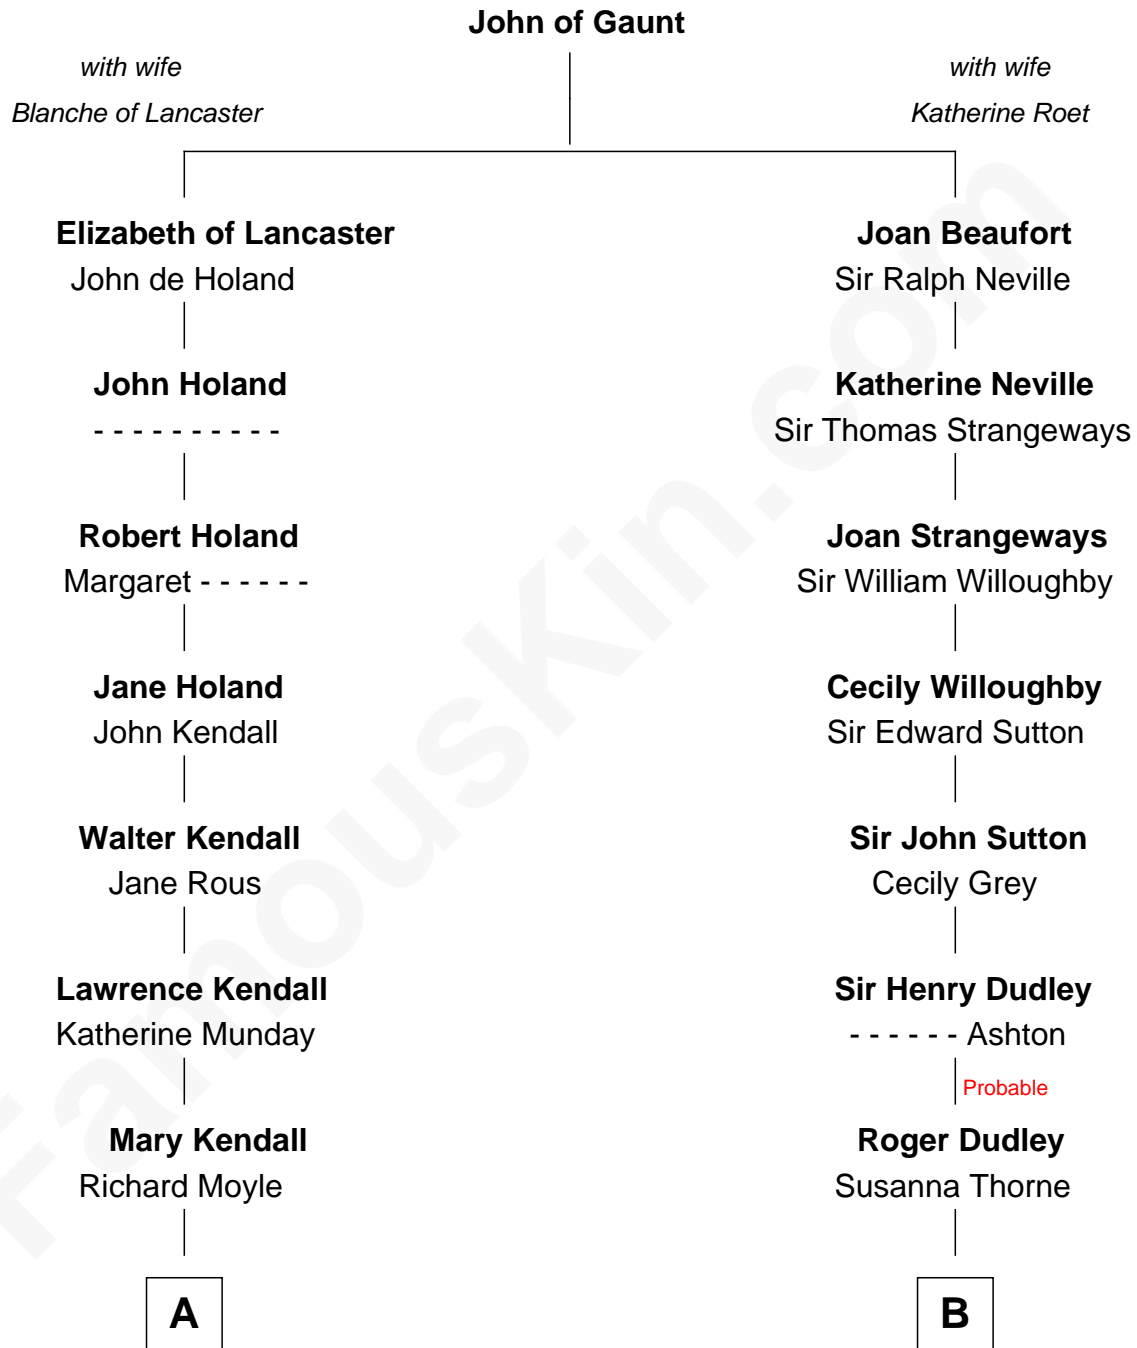 John of Gaunt
with wife
Blanche of Lancaster
with wife
Katherine Roet
Elizabeth of Lancaster
John de Holand
Joan Beaufort
Sir Ralph Neville
John Holand
- - - - - - - - - -
Katherine Neville
Sir Thomas Strangeways
Robert Holand
Margaret - - - - - -
Joan Strangeways
Sir William Willoughby
Jane Holand
John Kendall
Cecily Willoughby
Sir Edward Sutton
Walter Kendall
Jane Rous
Sir John Sutton
Cecily Grey
Lawrence Kendall
Katherine Munday
Sir Henry Dudley
- - - - - - Ashton
Probable
Mary Kendall
Richard Moyle
Roger Dudley
Susanna Thorne
A
B
FamousKin.com